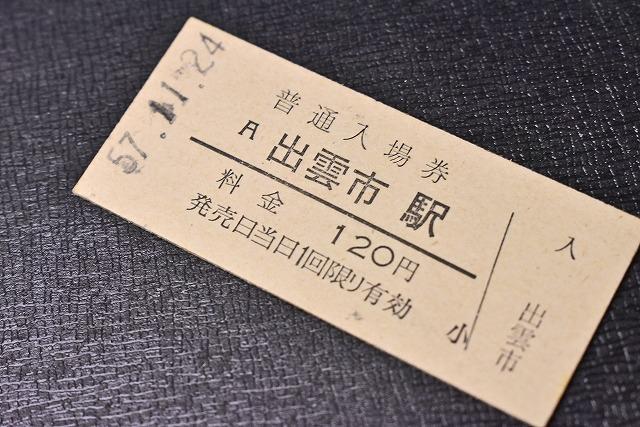 57.11.24
普通入場券
A 出雲市駅
料金 120円
発売日当日1回限り有効
小
入
出雲市